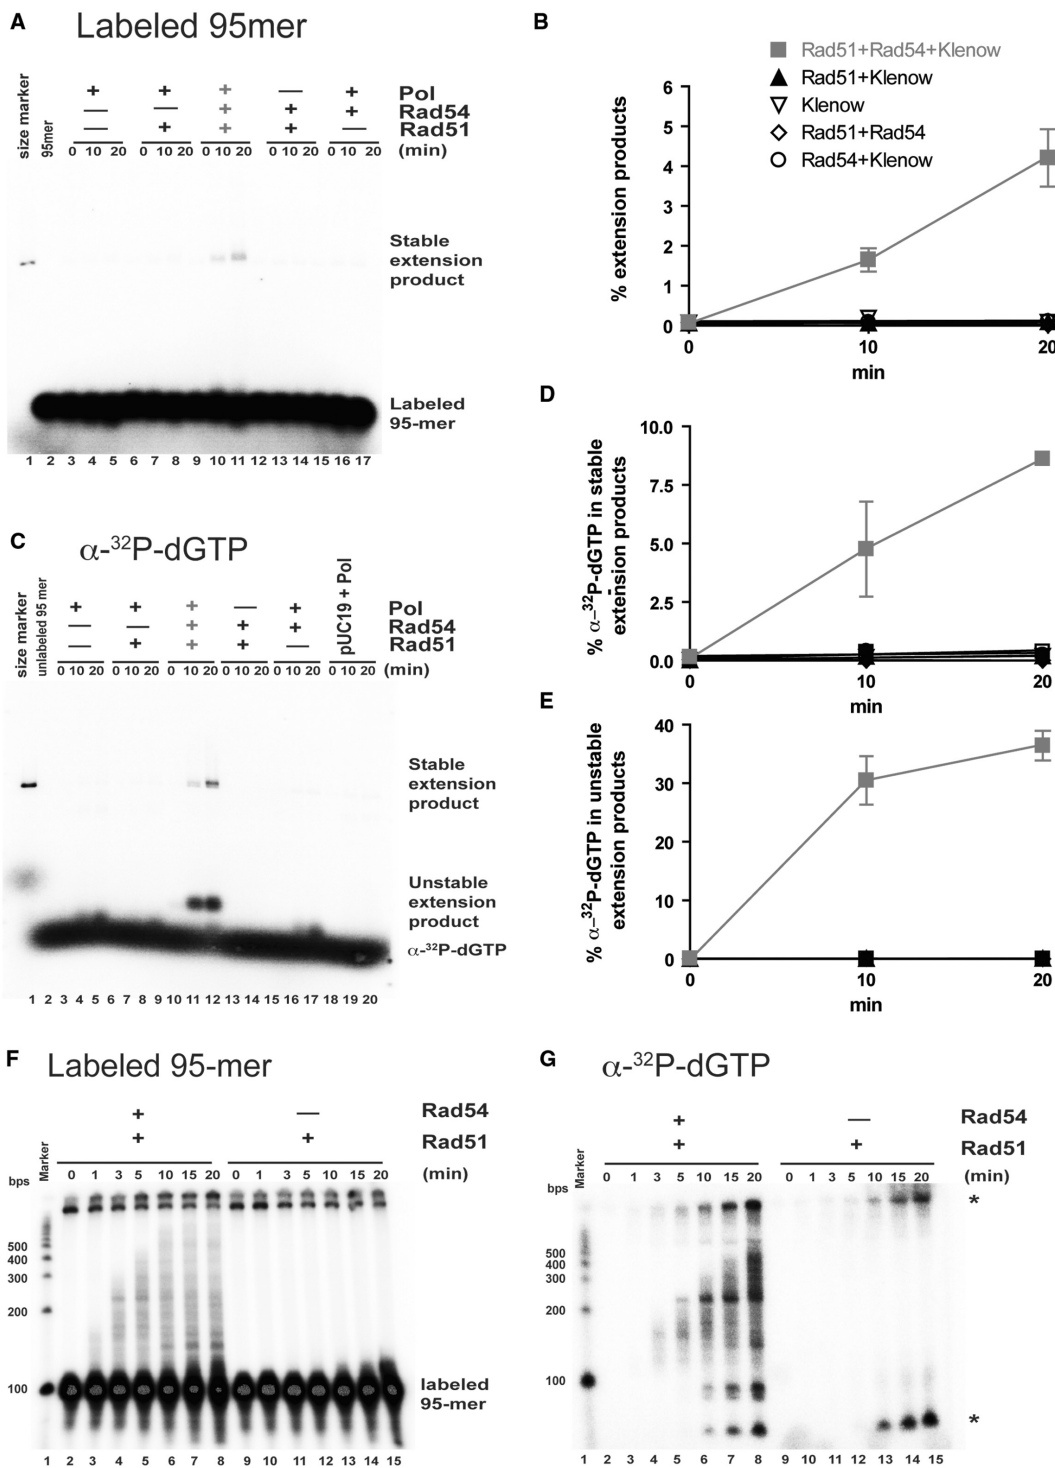 A Labeled 95mer
size marker
95mer
+ + + — + Pol
— — + + + Rad54
— + + + — Rad51
0 10 20 0 10 20 0 10 20 0 10 20 0 10 20 (min)
Stable
extension
product
Labeled
95-mer
1 2 3 4 5 6 7 8 9 10 11 12 13 14 15 16 17
B
Rad51+Rad54+Klenow
Rad51+Klenow
Klenow
Rad51+Rad54
Rad54+Klenow
% extension products
6
5
4
3
2
1
0
0 10 20
min
C α-³²P-dGTP
size marker
unlabeled 95 mer
pUC19 + Pol
+ + + — + Pol
— — + + + Rad54
— + + + — Rad51
0 10 20 0 10 20 0 10 20 0 10 20 0 10 20 0 10 20 (min)
Stable
extension
product
Unstable
extension
product
α-³²P-dGTP
1 2 3 4 5 6 7 8 9 10 11 12 13 14 15 16 17 18 19 20
D
% α–³²P-dGTP in stable
extension products
10.0
7.5
5.0
2.5
0.0
0 10 20
min
E
% α–³²P-dGTP in unstable
extension products
40
30
20
10
0
0 10 20
min
F Labeled 95-mer
+ — Rad54
+ + Rad51
Marker
0 1 3 5 10 15 20 0 1 3 5 10 15 20 (min)
bps
500
400
300
200
100
labeled
95-mer
1 2 3 4 5 6 7 8 9 10 11 12 13 14 15
G α-³²P-dGTP
+ — Rad54
+ + Rad51
Marker
0 1 3 5 10 15 20 0 1 3 5 10 15 20 (min)
bps
*
500
400
300
200
100
*
1 2 3 4 5 6 7 8 9 10 11 12 13 14 15